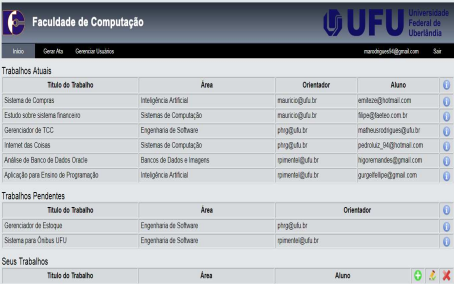 Faculdade de Computação
UFU Universidade Federal de Uberlândia
Início Gerar Ata Gerenciar Usuários marodrigues94@gmail.com Sair
Trabalhos Atuais
Título do Trabalho Área Orientador Aluno
Sistema de Compras Inteligência Artificial mauricio@ufu.br emiteze@hotmail.com
Estudo sobre sistema financeiro Sistemas de Computação mauricio@ufu.br filipe@faeteo.com.br
Gerenciador de TCC Engenharia de Software phrg@ufu.br matheusrodrigues@ufu.br
Internet das Coisas Sistemas de Computação phrg@ufu.br pedroluiz_94@hotmail.com
Análise de Banco de Dados Oracle Bancos de Dados e Imagens rpimentel@ufu.br higorernandes@gmail.com
Aplicação para Ensino de Programação Inteligência Artificial rpimentel@ufu.br gurgelfellipe@gmail.com
Trabalhos Pendentes
Título do Trabalho Área Orientador
Gerenciador de Estoque Engenharia de Software phrg@ufu.br
Sistema para Ônibus UFU Engenharia de Software rpimentel@ufu.br
Seus Trabalhos
Título do Trabalho Área Aluno